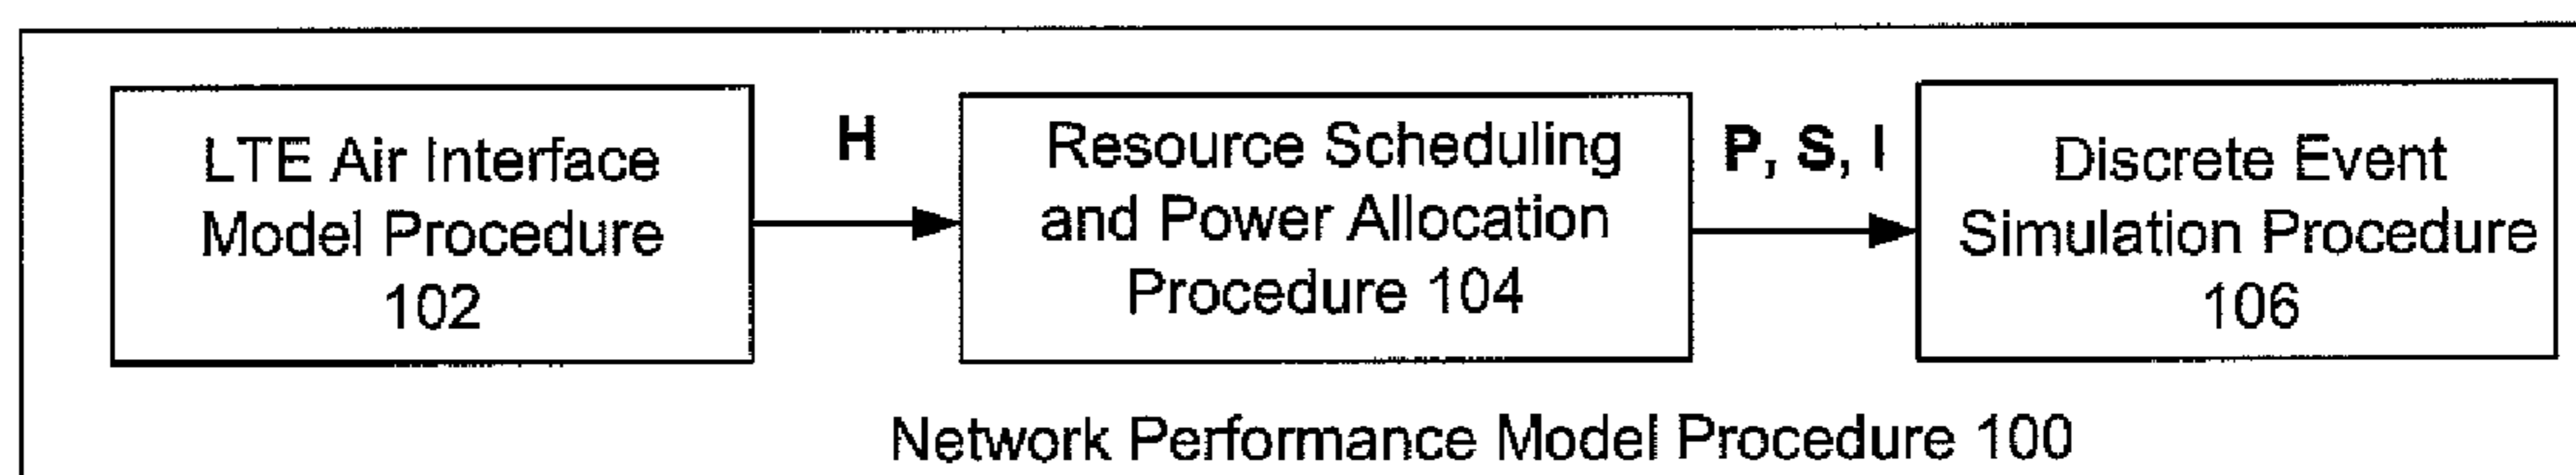 LTE Air Interface
Model Procedure
102
H
Resource Scheduling
and Power Allocation
Procedure 104
P, S, I
Discrete Event
Simulation Procedure
106
Network Performance Model Procedure 100